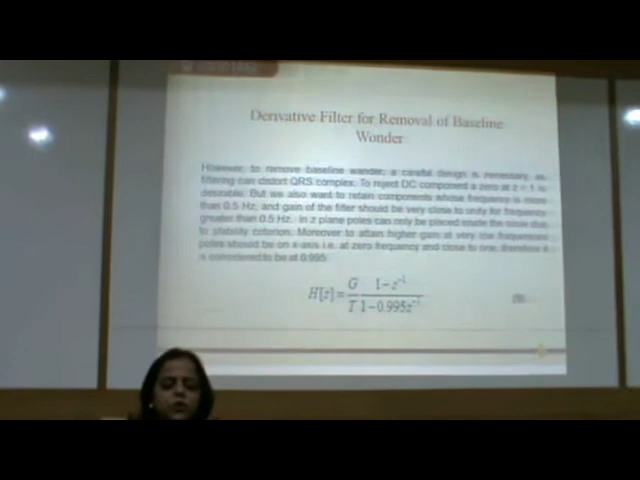 Derivative Filter for Removal of Baseline
Wonder
However, to remove baseline wander, a careful design is necessary, as
filtering can distort QRS complex. To reject DC component a zero at z = 1 is
desirable. But we also want to retain components whose frequency is more
than 0.5 Hz, and gain of the filter should be very close to unity for frequency
greater than 0.5 Hz. In z plane poles can only be placed inside the circle due
to stability criterion. Moreover to attain higher gain at very low frequencies
poles should be on x-axis i.e. at zero frequency and close to one, therefore it
is considered to be at 0.995.
H[z] = G/T (1-z^-1)/(1-0.995z^-1)